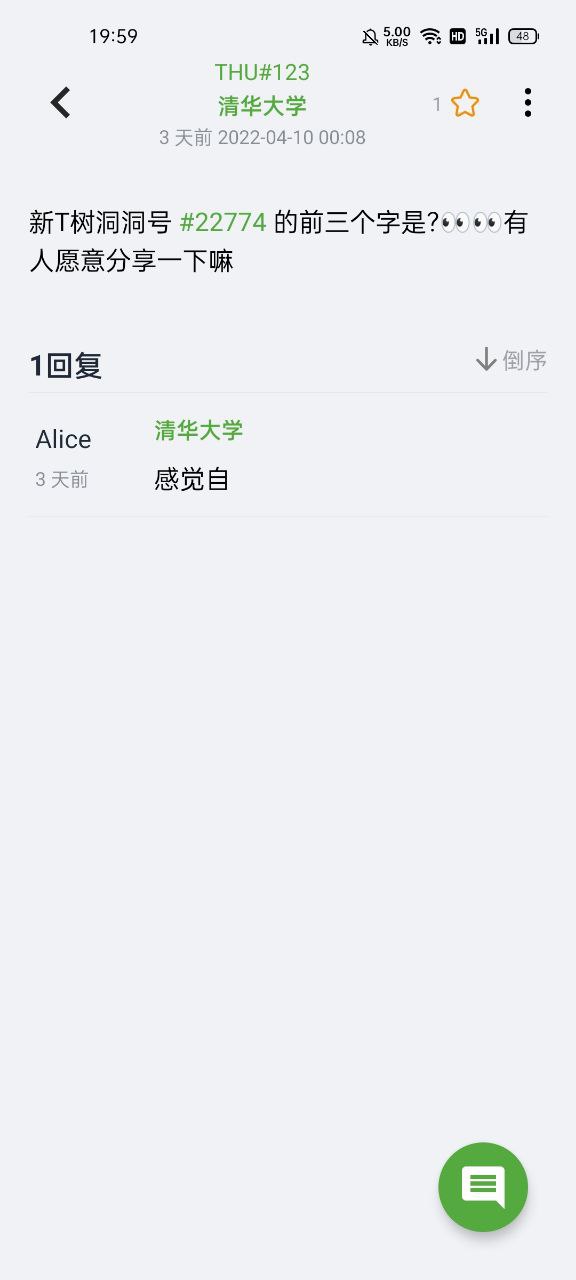 19:59
5.00 KB/S
HD
5G
48
THU#123
清华大学
1
3 天前 2022-04-10 00:08
新T树洞洞号 #22774 的前三个字是?👀👀有
人愿意分享一下嘛
1回复
倒序
Alice
清华大学
3 天前
感觉自